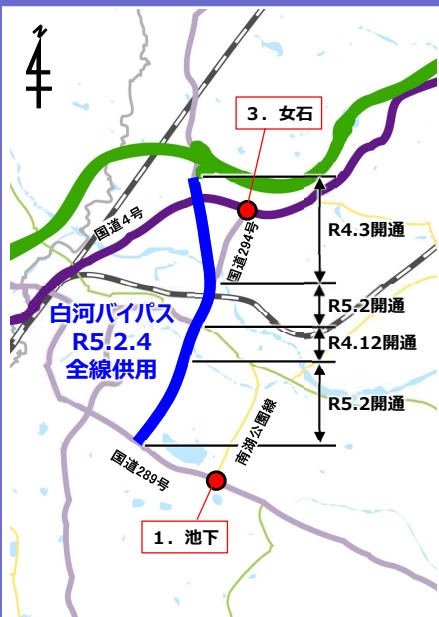 3. 女石
国道4号
国道294号
R4.3開通
R5.2開通
白河バイパス
R5.2.4
全線供用
R4.12開通
R5.2開通
南湖公園線
国道289号
1. 池下